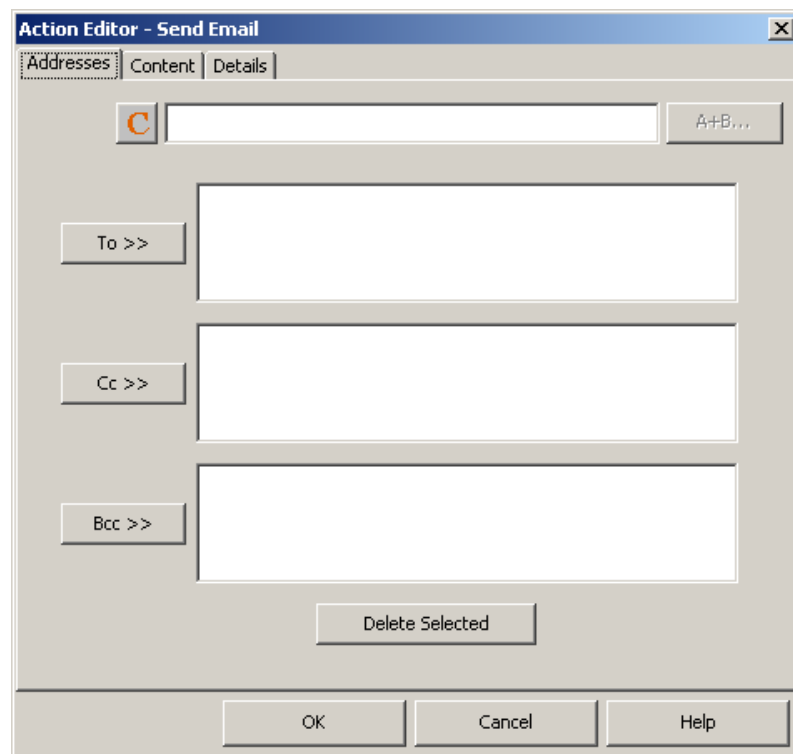 Action Editor - Send Email
Addresses Content Details
C A+B...
To >>
Cc >>
Bcc >>
Delete Selected
OK Cancel Help